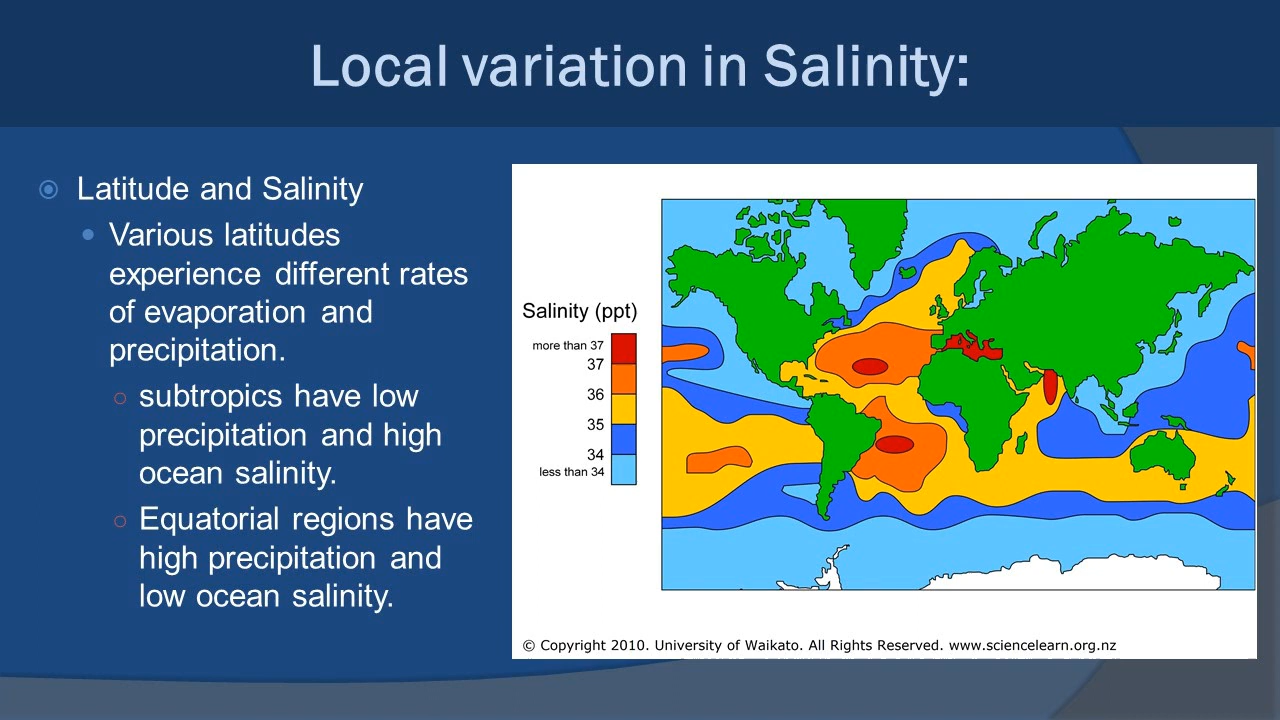 Local variation in Salinity:
Latitude and Salinity
Various latitudes
experience different rates
of evaporation and
precipitation.
subtropics have low
precipitation and high
ocean salinity.
Equatorial regions have
high precipitation and
low ocean salinity.
Salinity (ppt)
more than 37
37
36
35
34
less than 34
© Copyright 2010. University of Waikato. All Rights Reserved. www.sciencelearn.org.nz